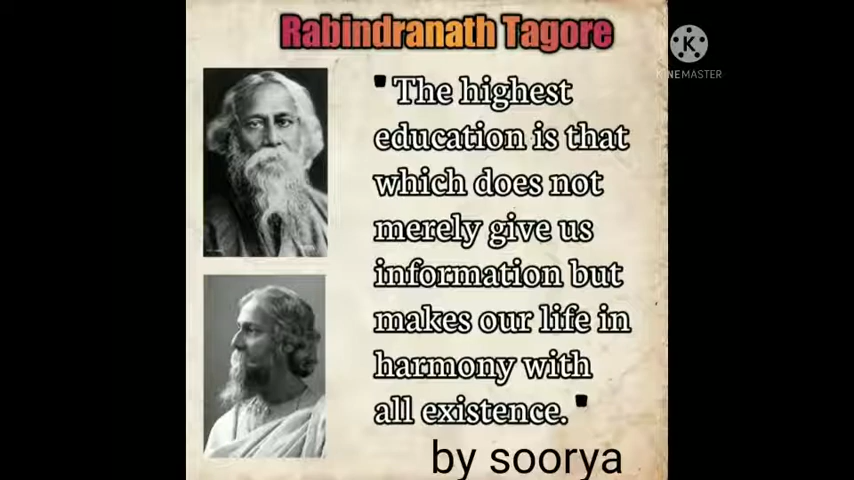 Rabindranath Tagore
KINEMASTER
" The highest
education is that
which does not
merely give us
information but
makes our life in
harmony with
all existence. "
by soorya